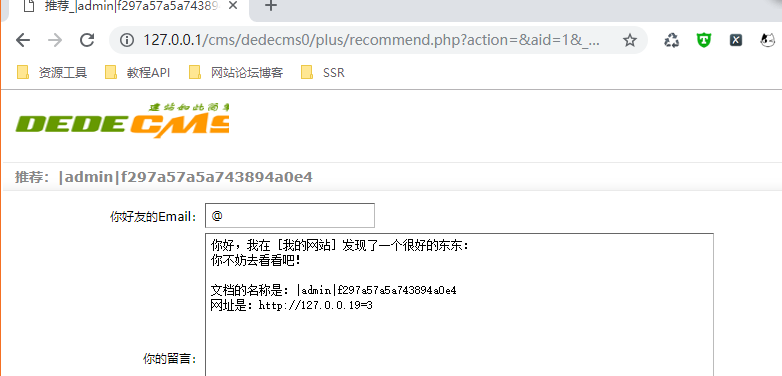 推荐_|admin|f297a57a5a743894
127.0.0.1/cms/dedecms0/plus/recommend.php?action=&aid=1&_...
资源工具 教程API 网站论坛博客 SSR
建站如此简单
DEDECMS
推荐：|admin|f297a57a5a743894a0e4
你好友的Email： @
你好，我在 [我的网站] 发现了一个很好的东东：
你不妨去看看吧！
文档的名称是：|admin|f297a57a5a743894a0e4
网址是：http://127.0.0.19=3
你的留言：